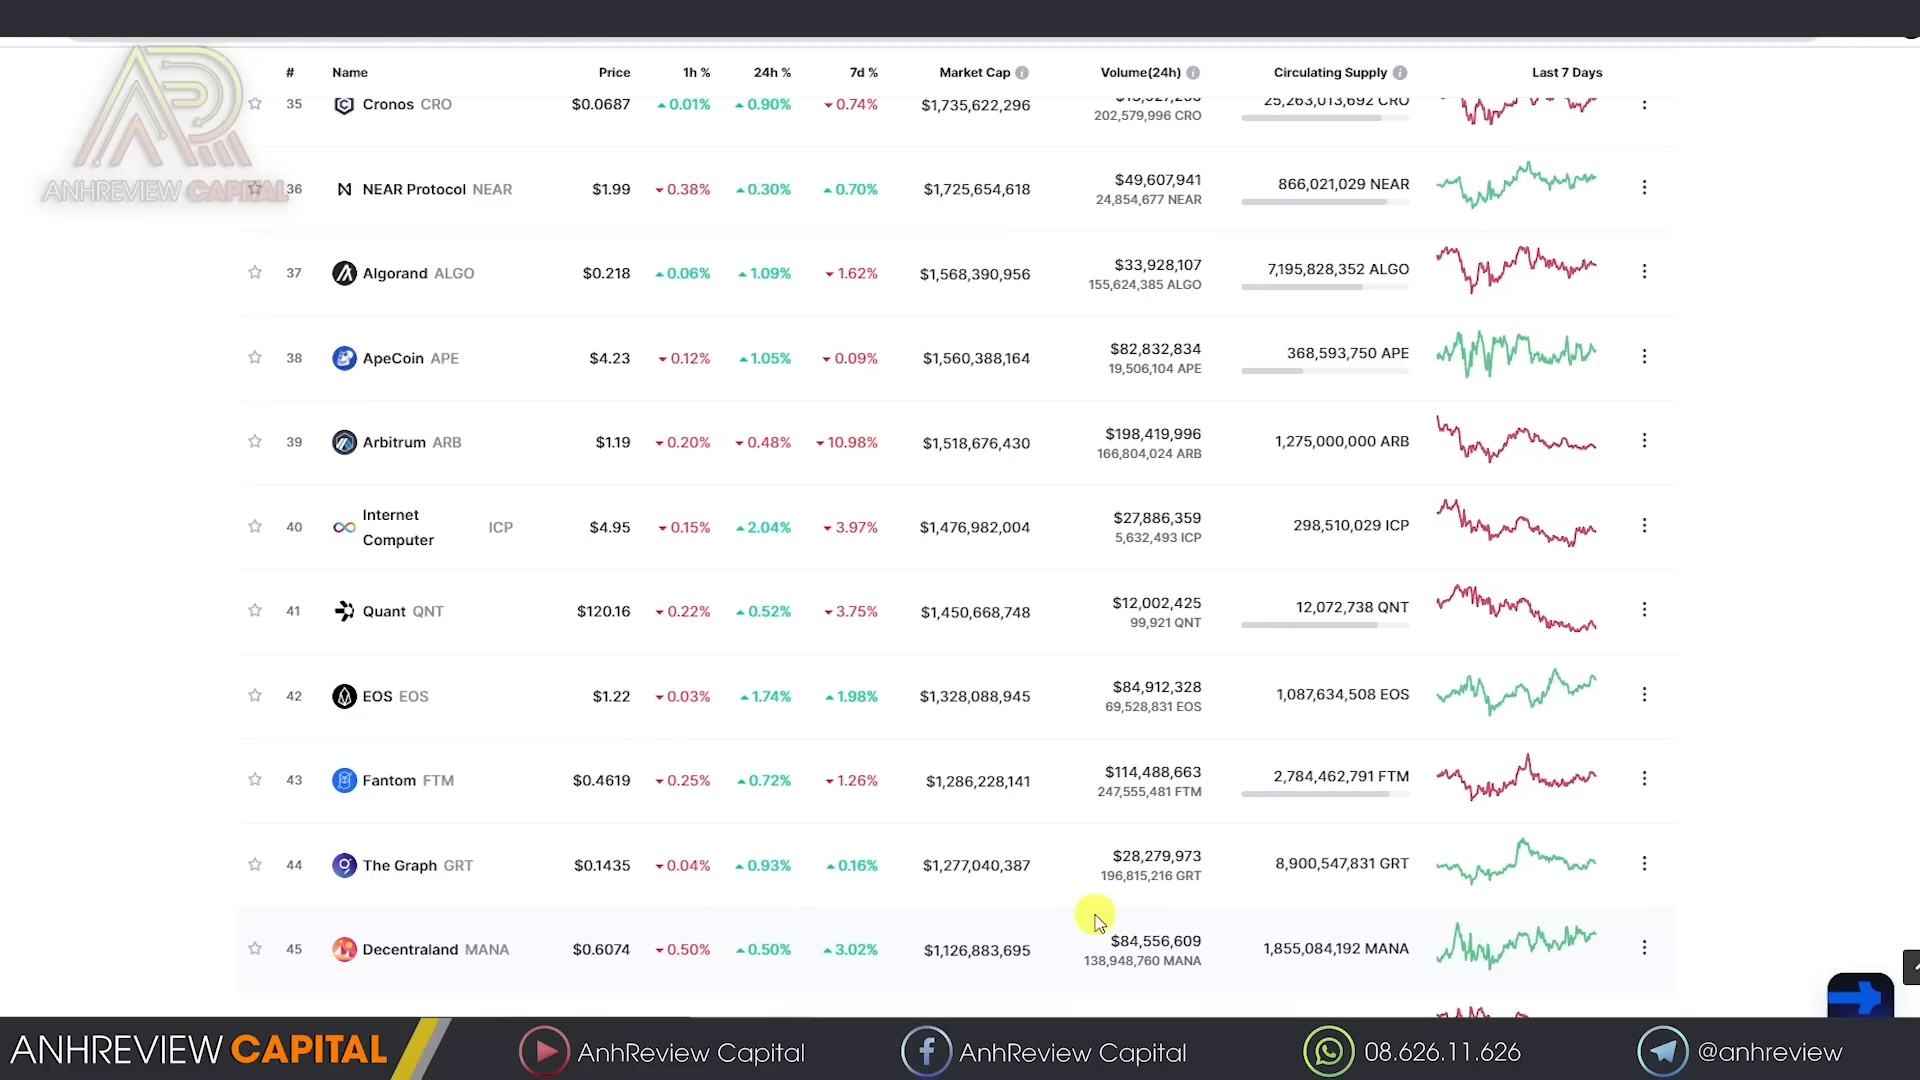 # Name Price 1h % 24h % 7d % Market Cap Volume(24h) Circulating Supply Last 7 Days
35 Cronos CRO $0.0687 0.01% 0.90% 0.74% $1,735,622,296 25,263,013,692 CRO
202,579,996 CRO
ANHREVIEW CAPITAL
36 NEAR Protocol NEAR $1.99 0.38% 0.30% 0.70% $1,725,654,618 $49,607,941 866,021,029 NEAR
24,854,677 NEAR
37 Algorand ALGO $0.218 0.06% 1.09% 1.62% $1,568,390,956 $33,928,107 7,195,828,352 ALGO
155,624,385 ALGO
38 ApeCoin APE $4.23 0.12% 1.05% 0.09% $1,560,388,164 $82,832,834 368,593,750 APE
19,506,104 APE
39 Arbitrum ARB $1.19 0.20% 0.48% 10.98% $1,518,676,430 $198,419,996 1,275,000,000 ARB
166,804,024 ARB
40 Internet Computer ICP $4.95 0.15% 2.04% 3.97% $1,476,982,004 $27,886,359 298,510,029 ICP
5,632,493 ICP
41 Quant QNT $120.16 0.22% 0.52% 3.75% $1,450,668,748 $12,002,425 12,072,738 QNT
99,921 QNT
42 EOS EOS $1.22 0.03% 1.74% 1.98% $1,328,088,945 $84,912,328 1,087,634,508 EOS
69,528,831 EOS
43 Fantom FTM $0.4619 0.25% 0.72% 1.26% $1,286,228,141 $114,488,663 2,784,462,791 FTM
247,555,481 FTM
44 The Graph GRT $0.1435 0.04% 0.93% 0.16% $1,277,040,387 $28,279,973 8,900,547,831 GRT
196,815,216 GRT
45 Decentraland MANA $0.6074 0.50% 0.50% 3.02% $1,126,883,695 $84,556,609 1,855,084,192 MANA
138,948,760 MANA
ANHREVIEW CAPITAL AnhReview Capital AnhReview Capital 08.626.11.626 @anhreview